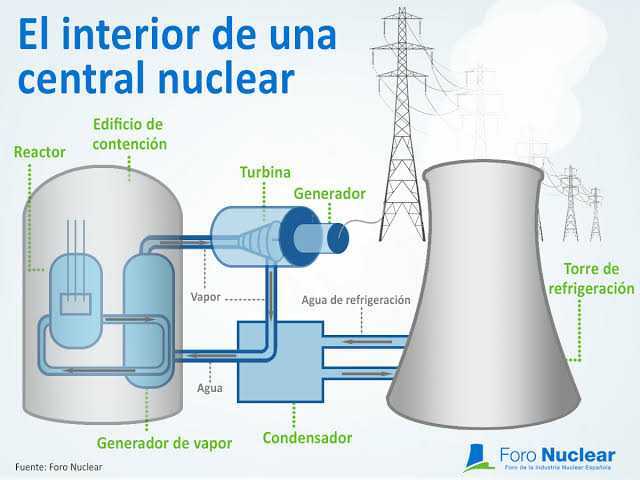 El interior de una
central nuclear
Edificio de
contención
Reactor
Turbina
Generador
Torre de
refrigeración
Vapor
Agua de refrigeración
Agua
Generador de vapor
Condensador
Fuente: Foro Nuclear
Foro Nuclear
Foro de la Industria Nuclear Española